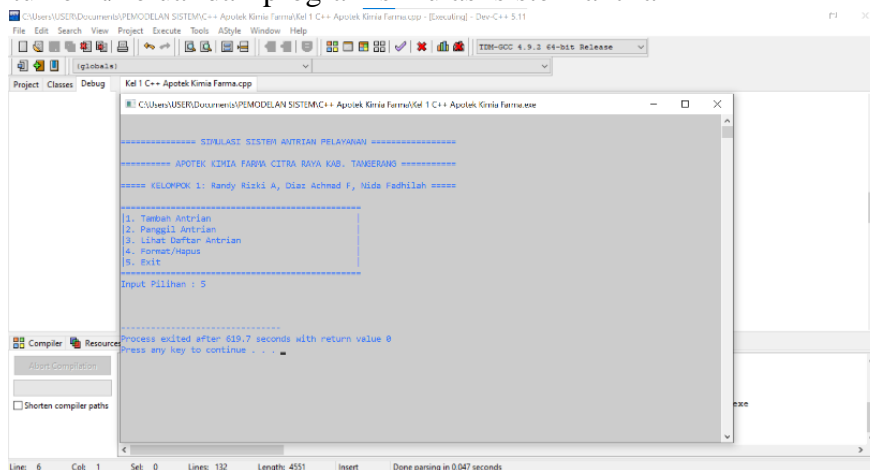 C:\Users\USER\Documents\PEMODELAN SISTEM\C++ Apotek Kimia Farma\Kel 1 C++ Apotek Kimia Farma.cpp - [Executing] - Dev-C++ 5.11
File Edit Search View Project Execute Tools AStyle Window Help
TDM-GCC 4.9.2 64-bit Release
(globals)
Project Classes Debug
Kel 1 C++ Apotek Kimia Farma.cpp
C:\Users\USER\Documents\PEMODELAN SISTEM\C++ Apotek Kimia Farma\Kel 1 C++ Apotek Kimia Farma.exe
=============== SIMULASI SISTEM ANTRIAN PELAYANAN =================
========== APOTEK KIMIA FARMA CITRA RAYA KAB. TANGERANG ===========
===== KELOMPOK 1: Randy Rizki A, Diaz Achmad F, Nida Fadhilah =====
================================================
|1. Tambah Antrian |
|2. Panggil Antrian |
|3. Lihat Daftar Antrian |
|4. Format/Hapus |
|5. Exit |
================================================
Input Pilihan : 5
--------------------------------
Process exited after 619.7 seconds with return value 0
Press any key to continue . . .
Compiler Resources
Abort Compilation
Shorten compiler paths
exe
Line: 6 Col: 1 Sel: 0 Lines: 132 Length: 4551 Insert Done parsing in 0.047 seconds